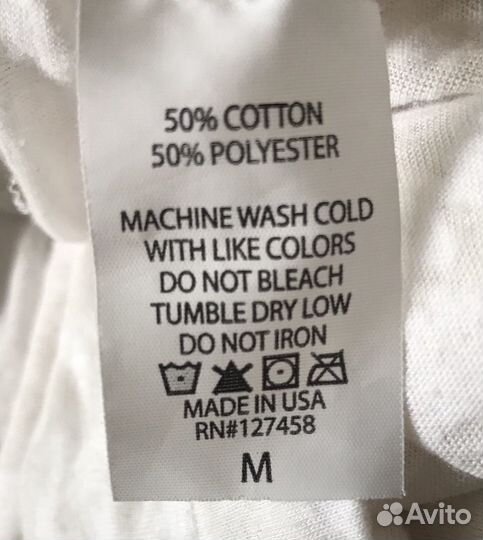 50% COTTON
50% POLYESTER
MACHINE WASH COLD
WITH LIKE COLORS
DO NOT BLEACH
TUMBLE DRY LOW
DO NOT IRON
MADE IN USA
RN#127458
M
Avito